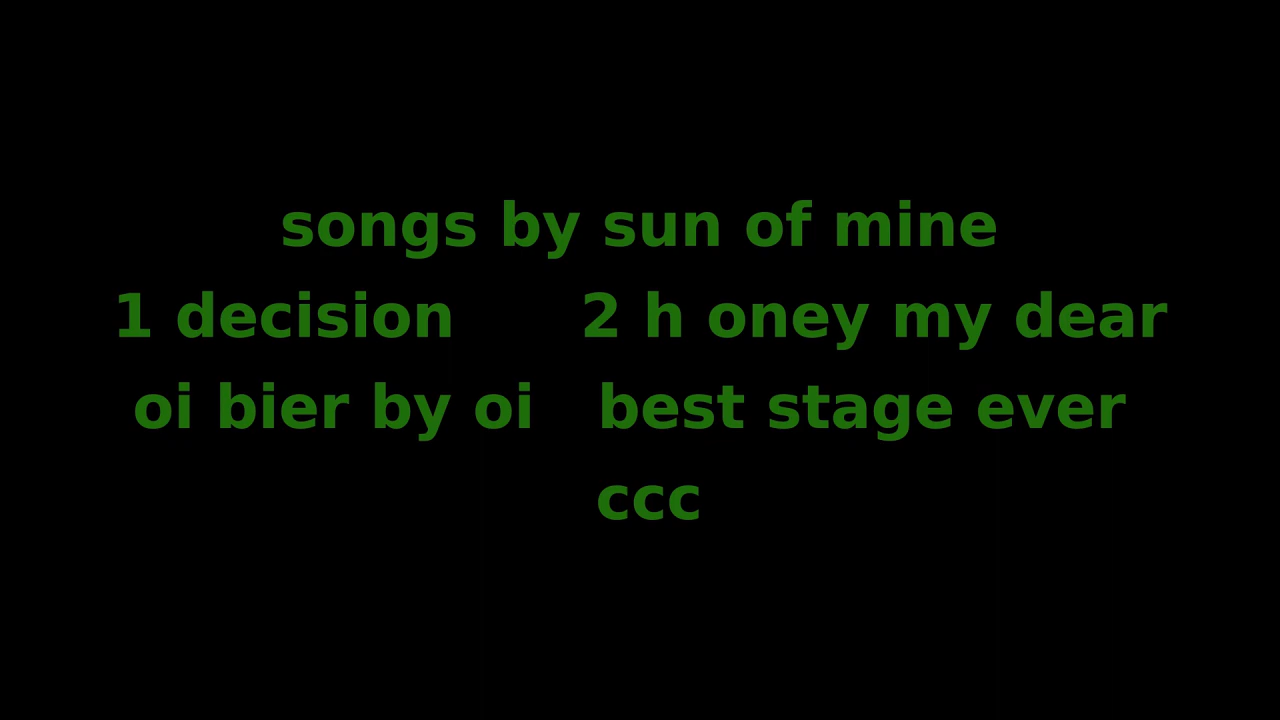 songs by sun of mine
1 decision 2 h oney my dear
oi bier by oi best stage ever
ccc